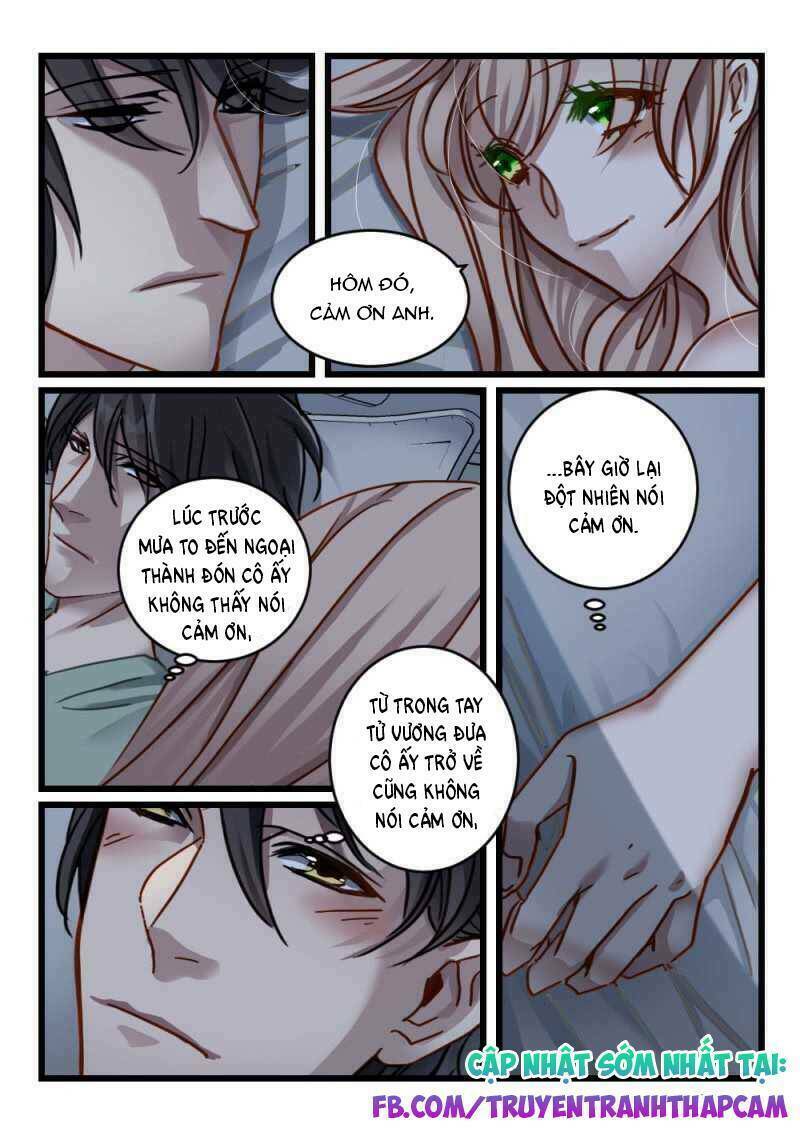 HÔM ĐÓ,
CẢM ƠN ANH.
LÚC TRƯỚC
MƯA TO ĐẾN NGOẠI
THÀNH ĐÓN CÔ ẤY
KHÔNG THẤY NÓI
CẢM ƠN,
TỪ TRONG TAY
TỬ VƯƠNG ĐƯA
CÔ ẤY TRỞ VỀ
CŨNG KHÔNG
NÓI CẢM ƠN,
...BÂY GIỜ LẠI
ĐỘT NHIÊN NÓI
CẢM ƠN.
CẬP NHẬT SỚM NHẤT TẠI:
FB.COM/TRUYENTRANHTHAPCAM